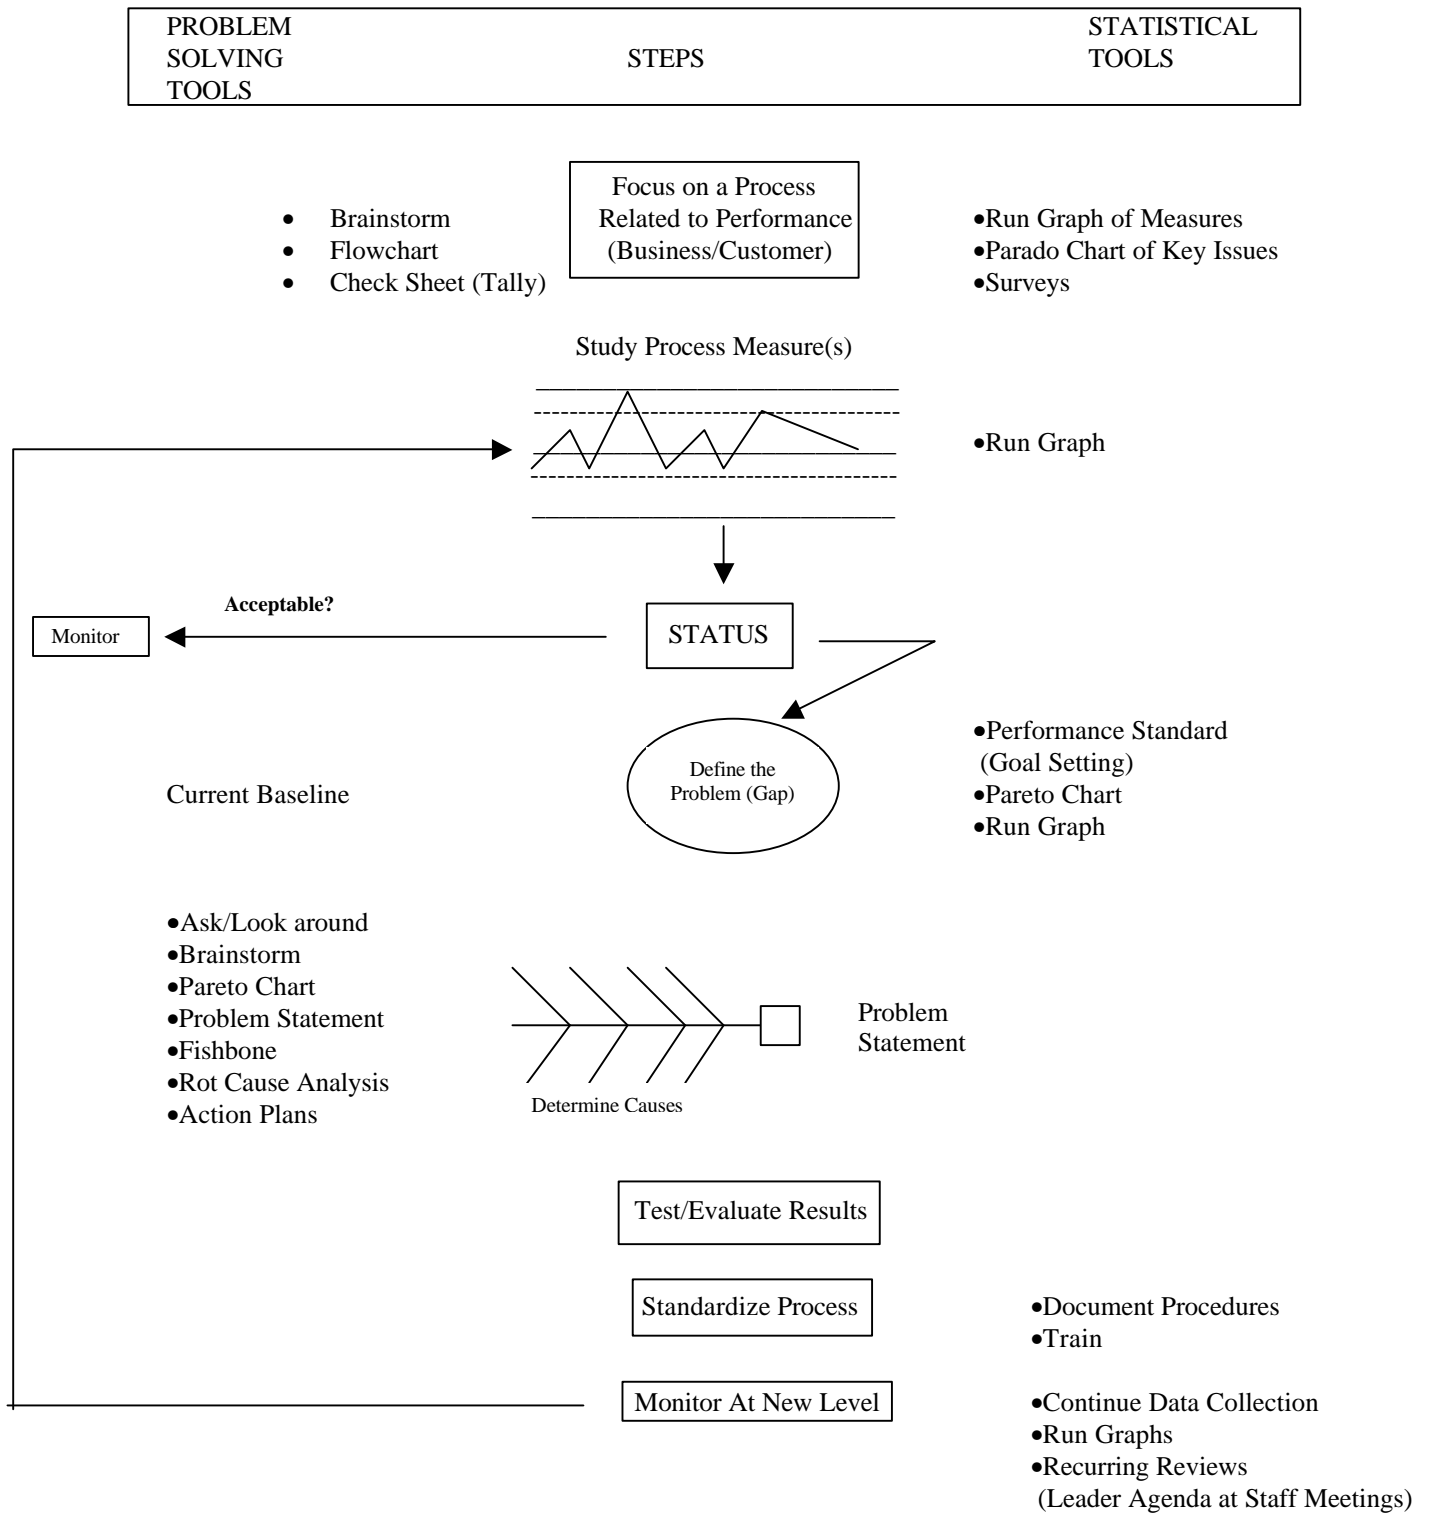 PROBLEM
SOLVING
TOOLS
STEPS
STATISTICAL
TOOLS
Focus on a Process
Related to Performance
(Business/Customer)
• Brainstorm
• Flowchart
• Check Sheet (Tally)
•Run Graph of Measures
•Parado Chart of Key Issues
•Surveys
Study Process Measure(s)
•Run Graph
Acceptable?
Monitor
STATUS
Define the
Problem (Gap)
Current Baseline
•Performance Standard
(Goal Setting)
•Pareto Chart
•Run Graph
•Ask/Look around
•Brainstorm
•Pareto Chart
•Problem Statement
•Fishbone
•Rot Cause Analysis
•Action Plans
Problem
Statement
Determine Causes
Test/Evaluate Results
Standardize Process
•Document Procedures
•Train
Monitor At New Level
•Continue Data Collection
•Run Graphs
•Recurring Reviews
(Leader Agenda at Staff Meetings)